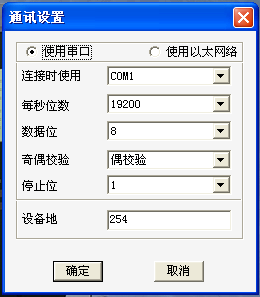 通讯设置
使用串口 使用以太网络
连接时使用 COM1
每秒位数 19200
数据位 8
奇偶校验 偶校验
停止位 1
设备地 254
确定 取消